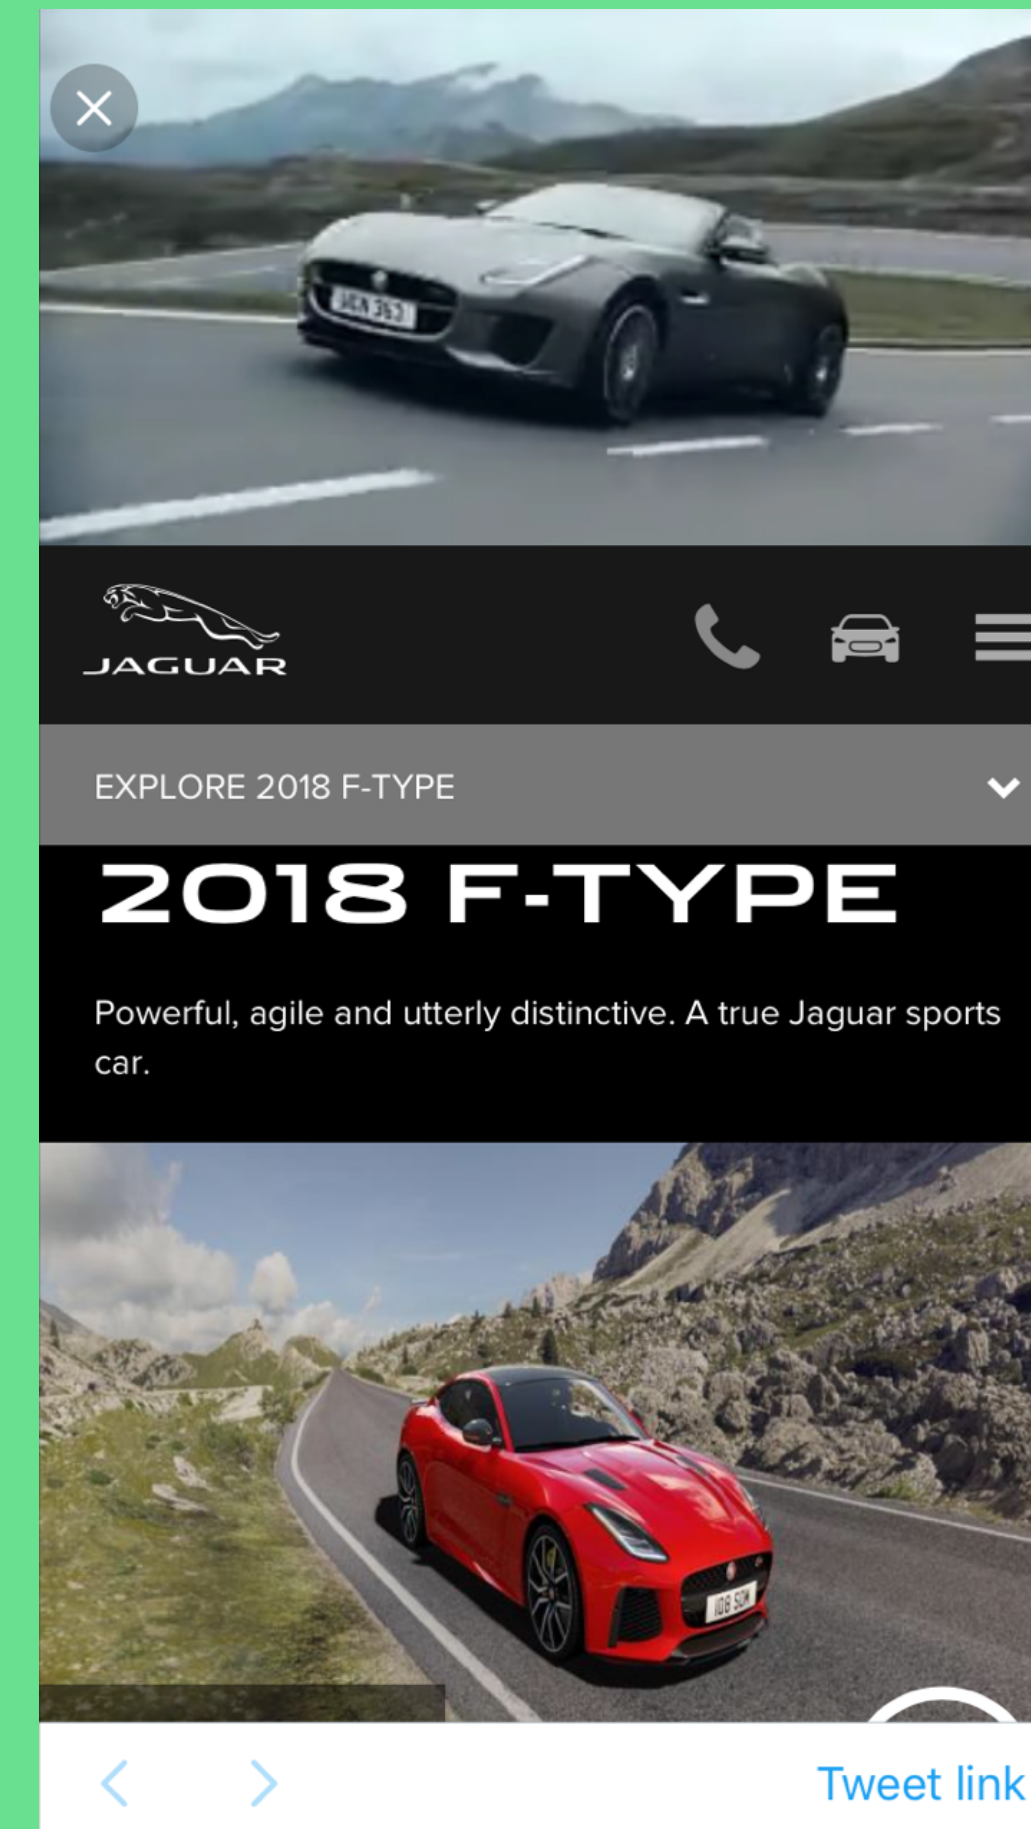 JAGUAR
EXPLORE 2018 F-TYPE
2018 F-TYPE
Powerful, agile and utterly distinctive. A true Jaguar sports
car.
Tweet link